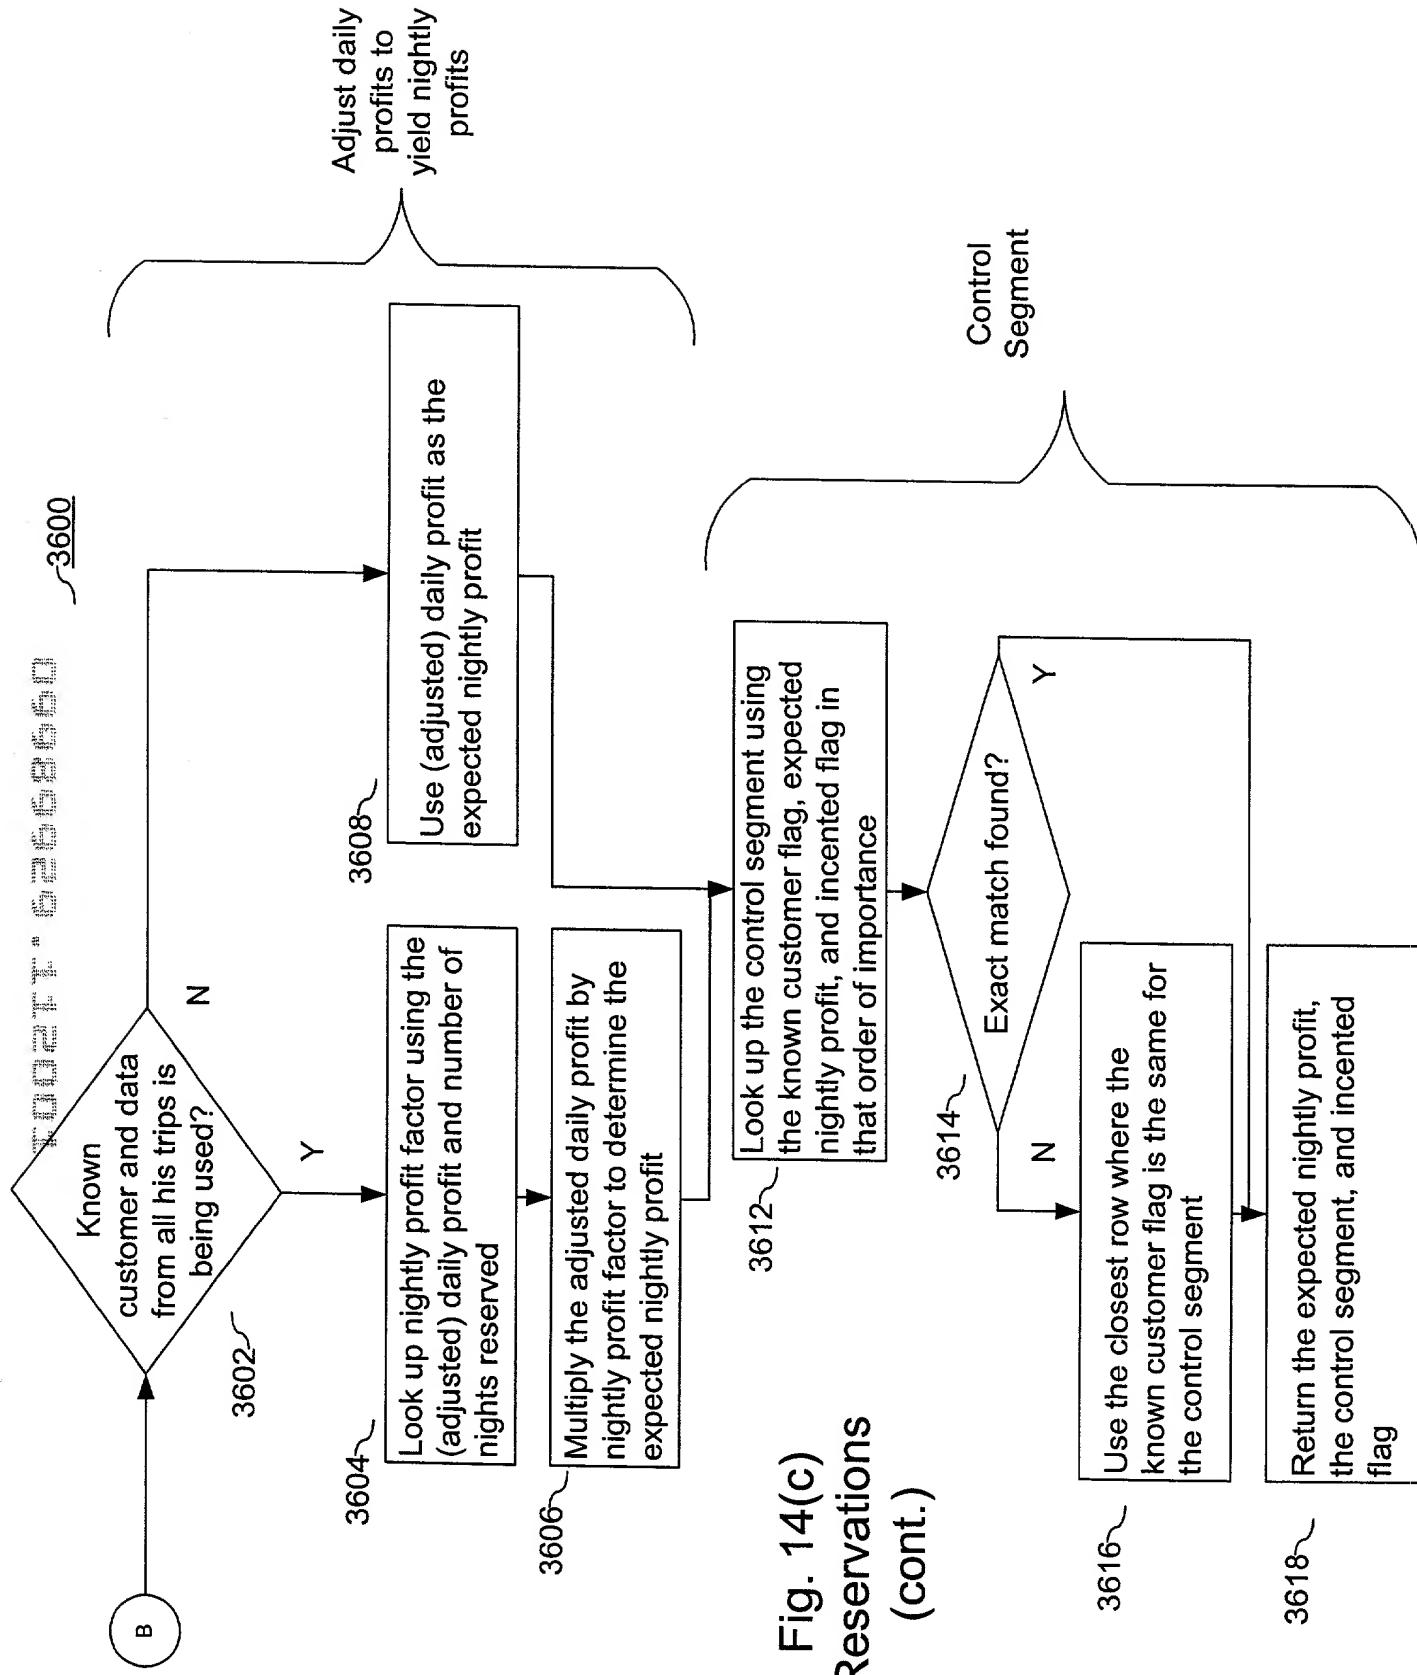 3600
B
Known
customer and data
from all his trips is
being used?
3602
N
Y
3604
Look up nightly profit factor using the
(adjusted) daily profit and number of
nights reserved
3608
Use (adjusted) daily profit as the
expected nightly profit
Adjust daily
profits to
yield nightly
profits
3606
Multiply the adjusted daily profit by
nightly profit factor to determine the
expected nightly profit
3612
Look up the control segment using
the known customer flag, expected
nightly profit, and incented flag in
that order of importance
Control
Segment
3614
Exact match found?
N
Y
3616
Use the closest row where the
known customer flag is the same for
the control segment
3618
Return the expected nightly profit,
the control segment, and incented
flag
Fig. 14(c)
Reservations
(cont.)